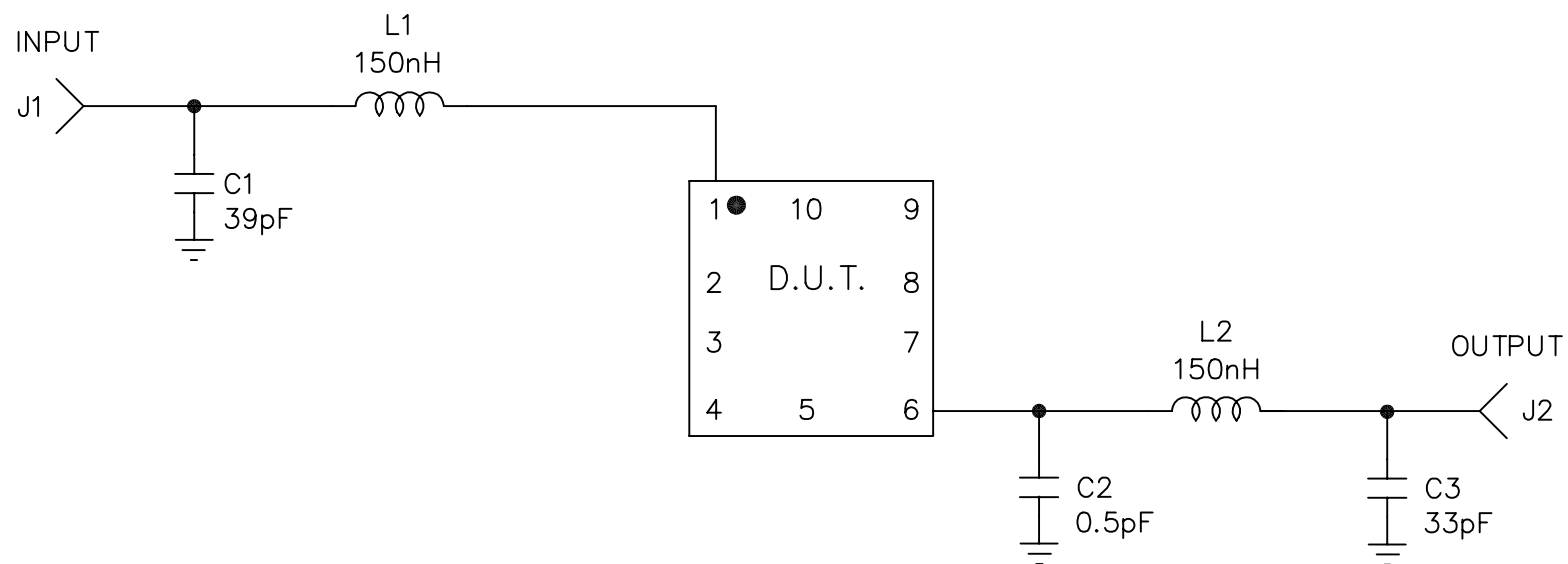 INPUT
J1
L1
150nH
C1
39pF
1 10 9
2 D.U.T. 8
3 7
4 5 6
L2
150nH
OUTPUT
J2
C2
0.5pF
C3
33pF